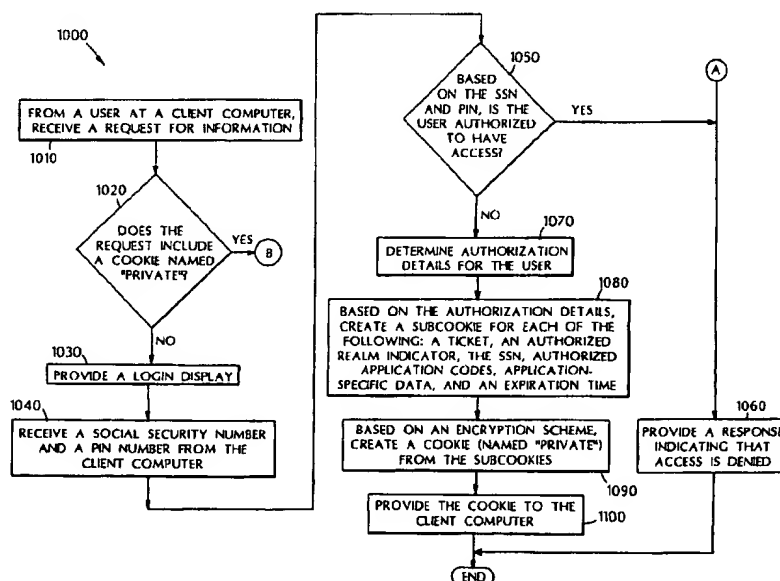 1000
FROM A USER AT A CLIENT COMPUTER,
RECEIVE A REQUEST FOR INFORMATION
1010
1020
DOES THE
REQUEST INCLUDE
A COOKIE NAMED
"PRIVATE"?
YES
B
NO
1030
PROVIDE A LOGIN DISPLAY
1040
RECEIVE A SOCIAL SECURITY NUMBER
AND A PIN NUMBER FROM THE
CLIENT COMPUTER
1050
BASED
ON THE SSN
AND PIN, IS THE
USER AUTHORIZED
TO HAVE
ACCESS?
YES
A
NO
1070
DETERMINE AUTHORIZATION
DETAILS FOR THE USER
1080
BASED ON THE AUTHORIZATION DETAILS,
CREATE A SUBCOOKIE FOR EACH OF THE
FOLLOWING: A TICKET, AN AUTHORIZED
REALM INDICATOR, THE SSN, AUTHORIZED
APPLICATION CODES, APPLICATION-
SPECIFIC DATA, AND AN EXPIRATION TIME
BASED ON AN ENCRYPTION SCHEME,
CREATE A COOKIE (NAMED "PRIVATE")
FROM THE SUBCOOKIES
1090
PROVIDE THE COOKIE TO THE
CLIENT COMPUTER
1100
1060
PROVIDE A RESPONSE
INDICATING THAT
ACCESS IS DENIED
END